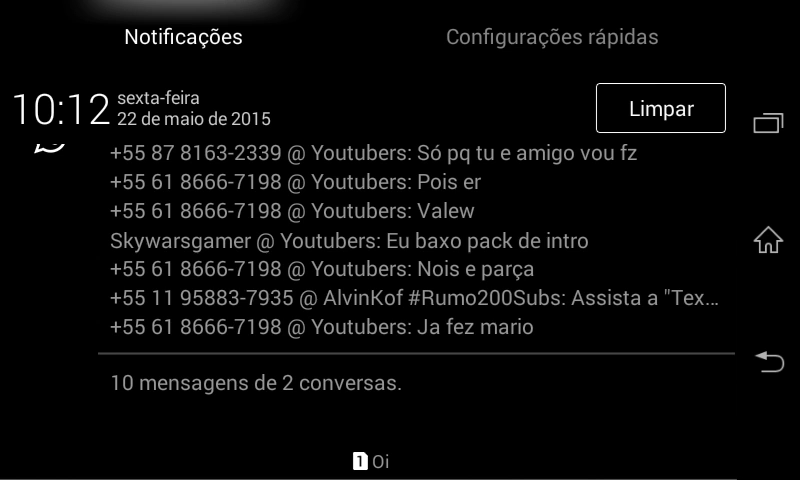 Notificações
Configurações rápidas
10:12
sexta-feira
22 de maio de 2015
Limpar
+55 87 8163-2339 @ Youtubers: Só pq tu e amigo vou fz
+55 61 8666-7198 @ Youtubers: Pois er
+55 61 8666-7198 @ Youtubers: Valew
Skywarsgamer @ Youtubers: Eu baxo pack de intro
+55 61 8666-7198 @ Youtubers: Nois e parça
+55 11 95883-7935 @ AlvinKof #Rumo200Subs: Assista a "Tex...
+55 61 8666-7198 @ Youtubers: Ja fez mario
10 mensagens de 2 conversas.
1 Oi